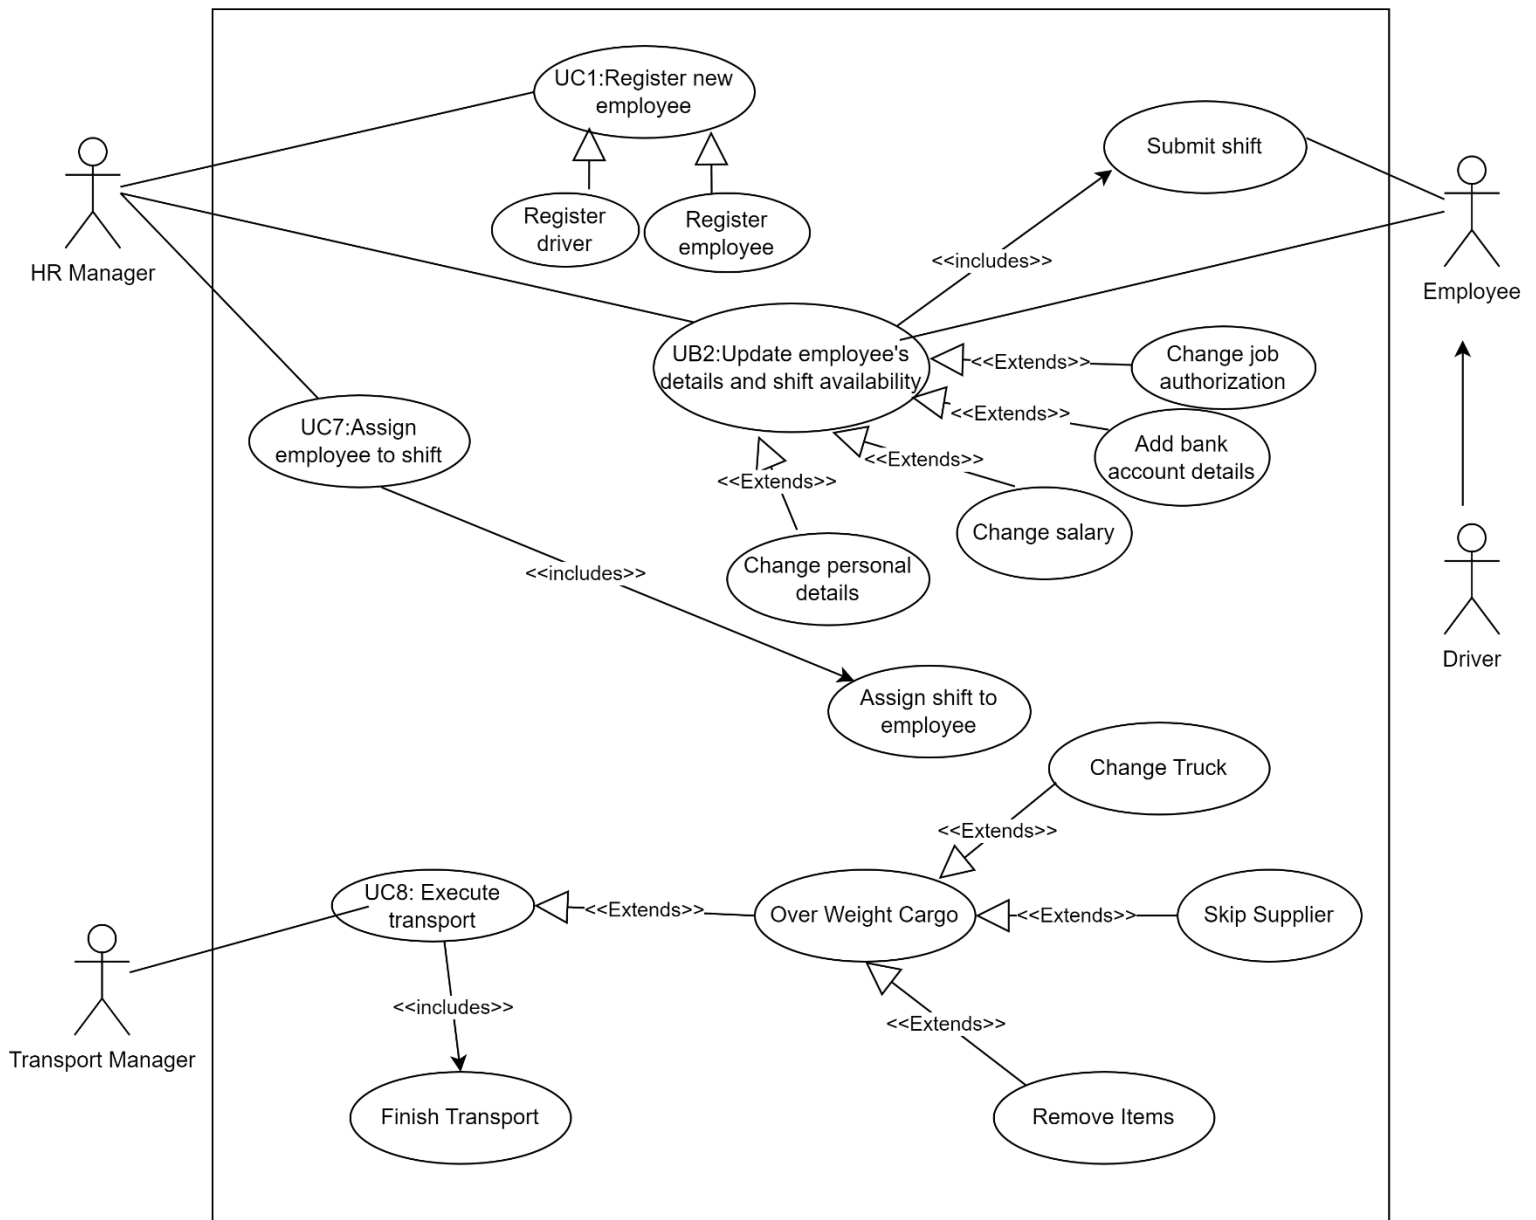 UC1:Register new
employee
Submit shift
Register
driver
Register
employee
HR Manager
<<includes>>
Employee
UB2:Update employee's
details and shift availability
<<Extends>>
Change job
authorization
<<Extends>>
UC7:Assign
employee to shift
Add bank
account details
<<Extends>>
<<Extends>>
Change salary
Change personal
details
<<includes>>
Driver
Assign shift to
employee
Change Truck
<<Extends>>
UC8: Execute
transport
<<Extends>>
Over Weight Cargo
<<Extends>>
Skip Supplier
<<includes>>
<<Extends>>
Transport Manager
Finish Transport
Remove Items